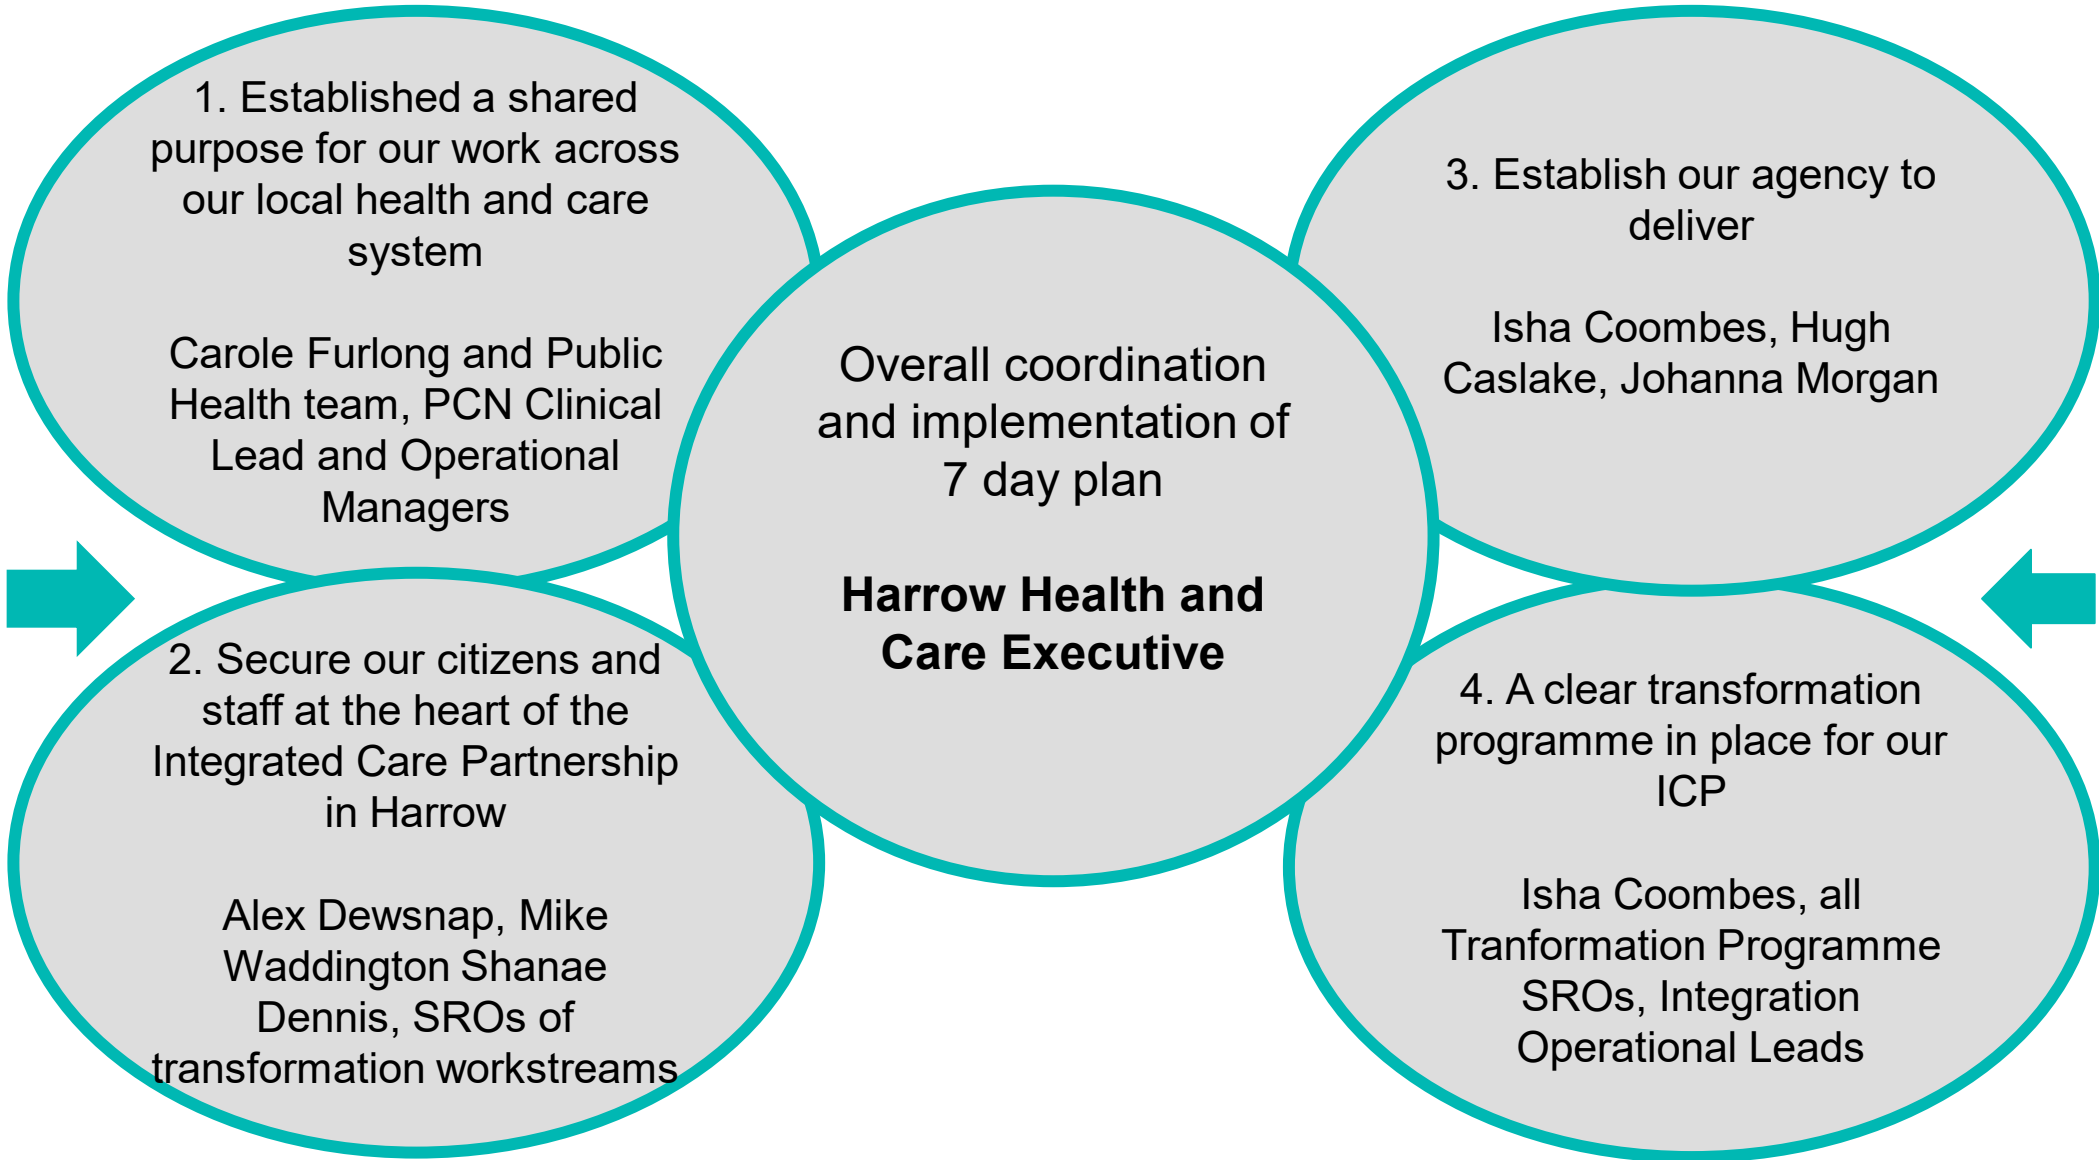 1. Established a shared
purpose for our work across
our local health and care
system
Carole Furlong and Public
Health team, PCN Clinical
Lead and Operational
Managers
2. Secure our citizens and
staff at the heart of the
Integrated Care Partnership
in Harrow
Alex Dewsnap, Mike
Waddington Shanae
Dennis, SROs of
transformation workstreams
Overall coordination
and implementation of
7 day plan
Harrow Health and
Care Executive
3. Establish our agency to
deliver
Isha Coombes, Hugh
Caslake, Johanna Morgan
4. A clear transformation
programme in place for our
ICP
Isha Coombes, all
Tranformation Programme
SROs, Integration
Operational Leads